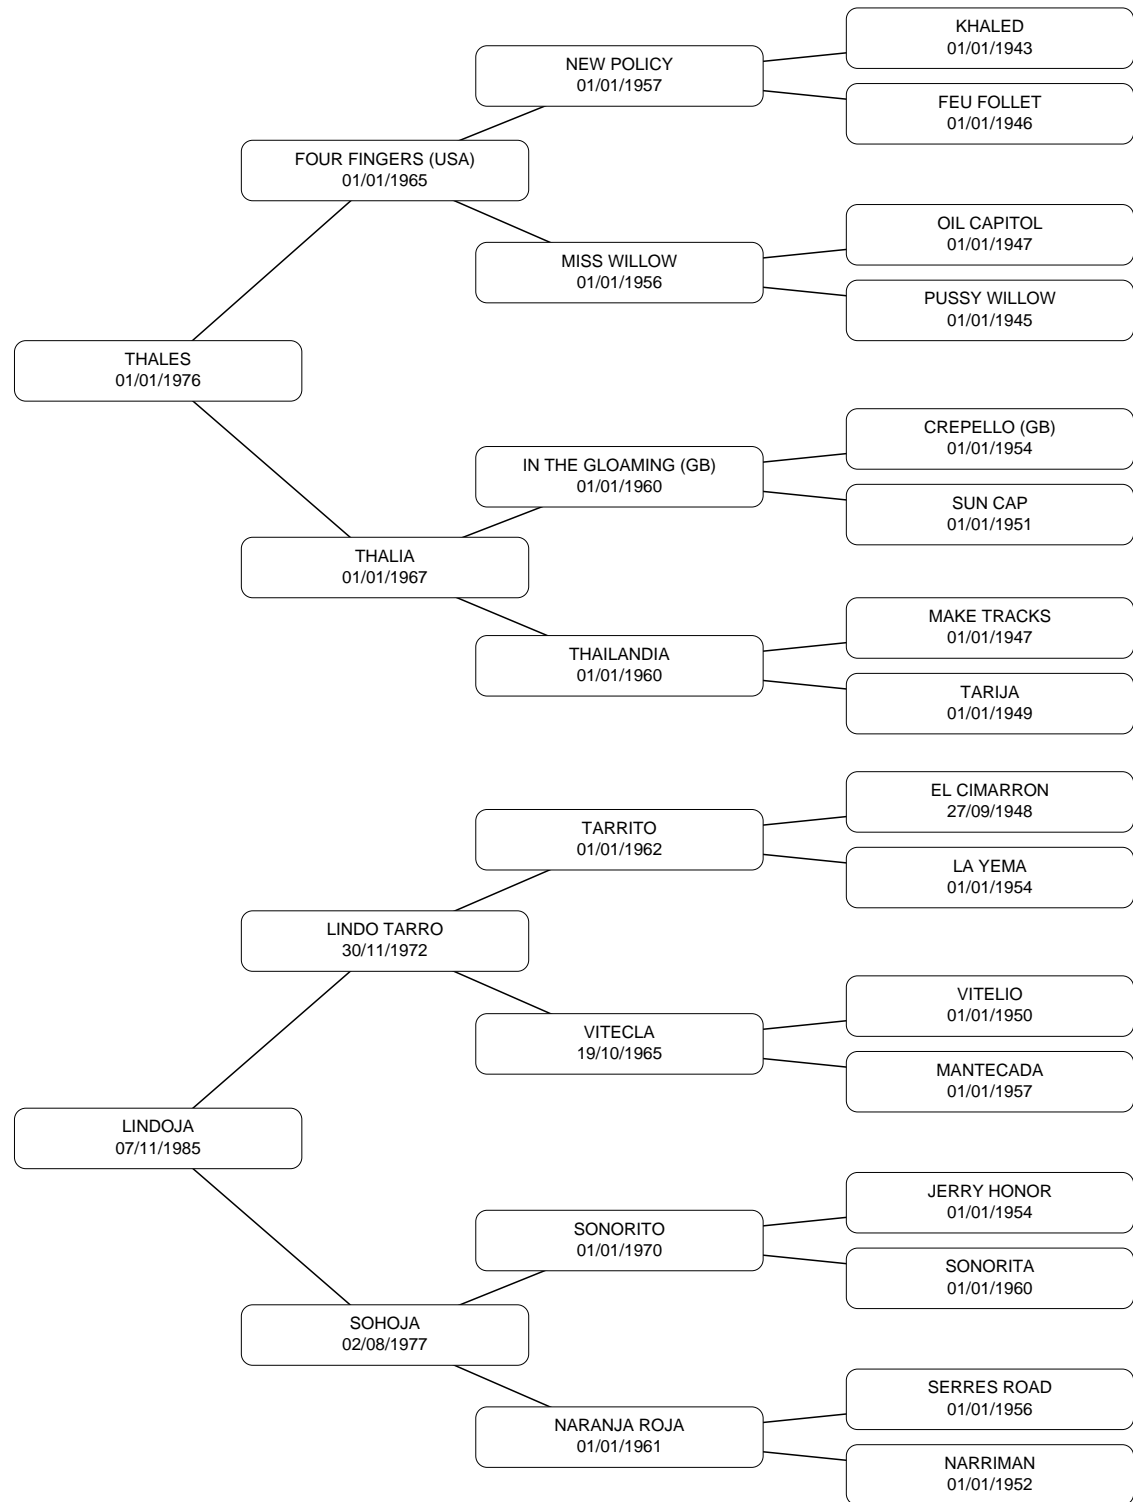 KHALED
01/01/1943
NEW POLICY
01/01/1957
FEU FOLLET
01/01/1946
FOUR FINGERS (USA)
01/01/1965
OIL CAPITOL
01/01/1947
MISS WILLOW
01/01/1956
PUSSY WILLOW
01/01/1945
THALES
01/01/1976
CREPELLO (GB)
01/01/1954
IN THE GLOAMING (GB)
01/01/1960
SUN CAP
01/01/1951
THALIA
01/01/1967
MAKE TRACKS
01/01/1947
THAILANDIA
01/01/1960
TARIJA
01/01/1949
EL CIMARRON
27/09/1948
TARRITO
01/01/1962
LA YEMA
01/01/1954
LINDO TARRO
30/11/1972
VITELIO
01/01/1950
VITECLA
19/10/1965
MANTECADA
01/01/1957
LINDOJA
07/11/1985
JERRY HONOR
01/01/1954
SONORITO
01/01/1970
SONORITA
01/01/1960
SOHOJA
02/08/1977
SERRES ROAD
01/01/1956
NARANJA ROJA
01/01/1961
NARRIMAN
01/01/1952